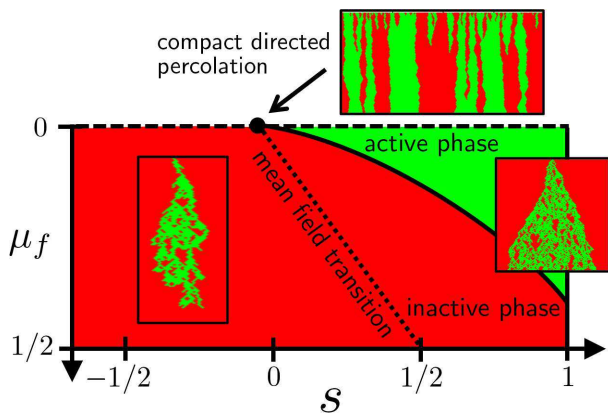 compact directed
percolation
0
active phase
mean field transition
μ_f
inactive phase
1/2
−1/2
0
1/2
1
s